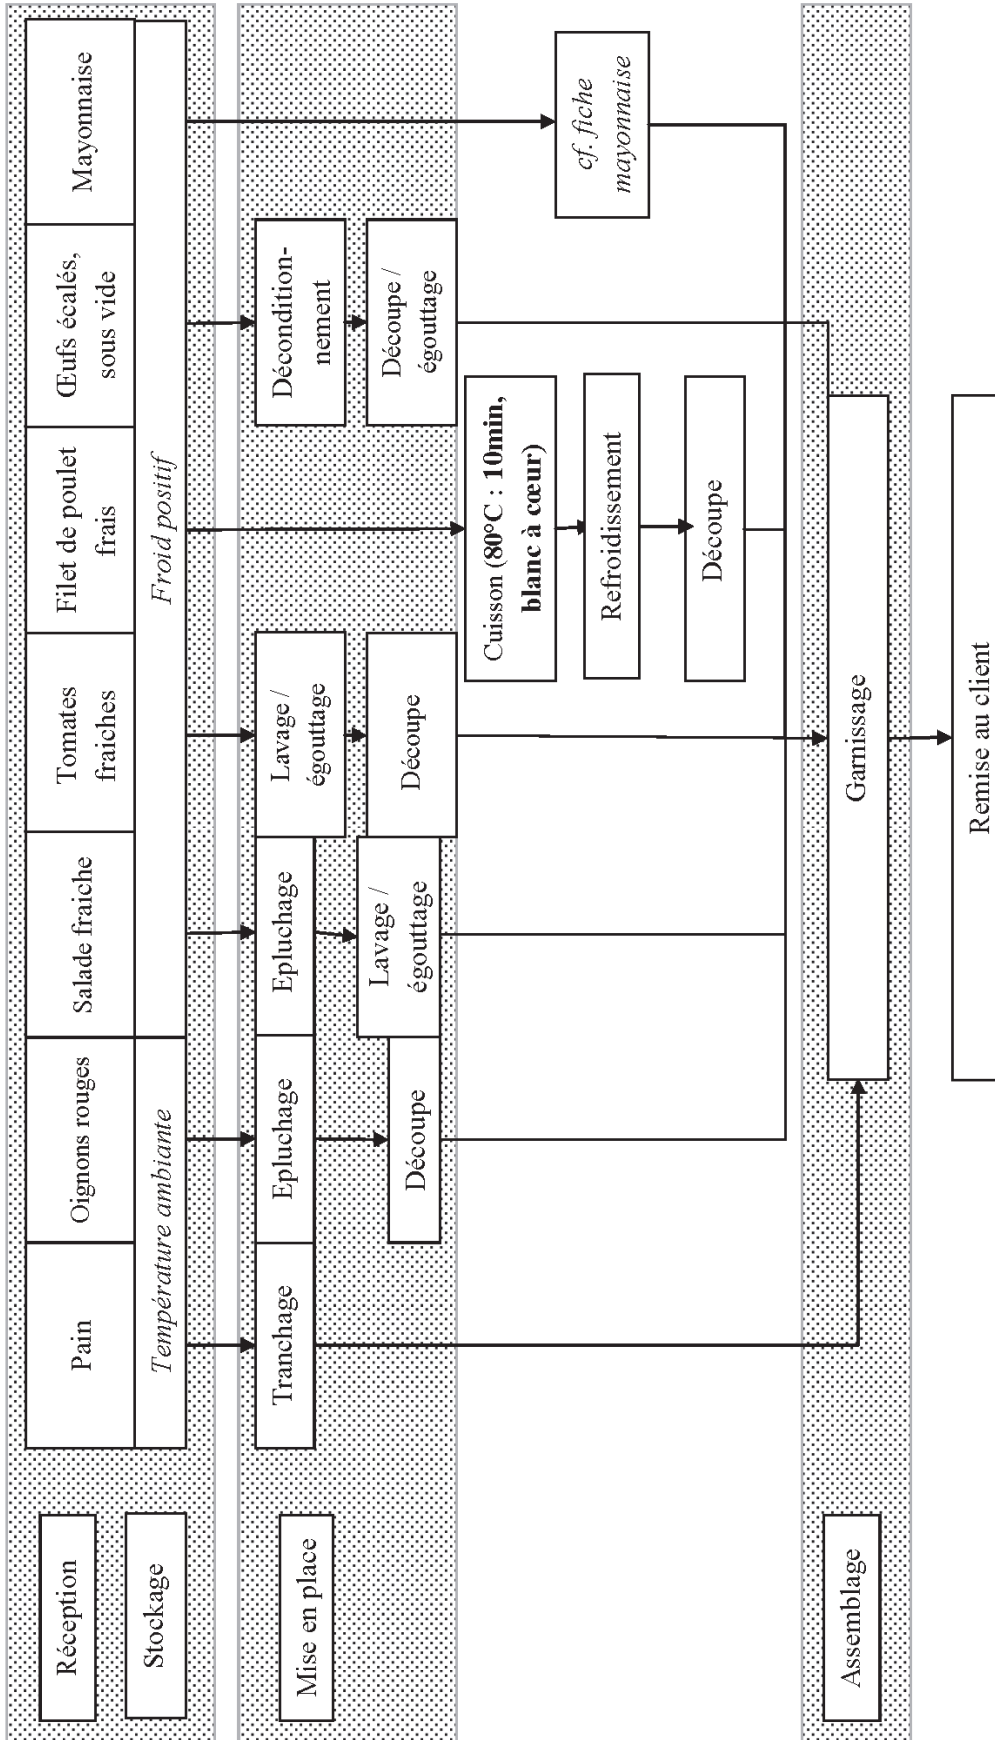 Réception
Pain
Oignons rouges
Salade fraiche
Tomates
fraiches
Filet de poulet
frais
Œufs écalés,
sous vide
Mayonnaise
Stockage
Température ambiante
Froid positif
Mise en place
Tranchage
Epluchage
Epluchage
Lavage /
égouttage
Décondition-
nement
Découpe
Lavage /
égouttage
Découpe
Découpe /
égouttage
Cuisson (80°C : 10min,
blanc à cœur)
cf. fiche
mayonnaise
Refroidissement
Découpe
Assemblage
Garnissage
Remise au client